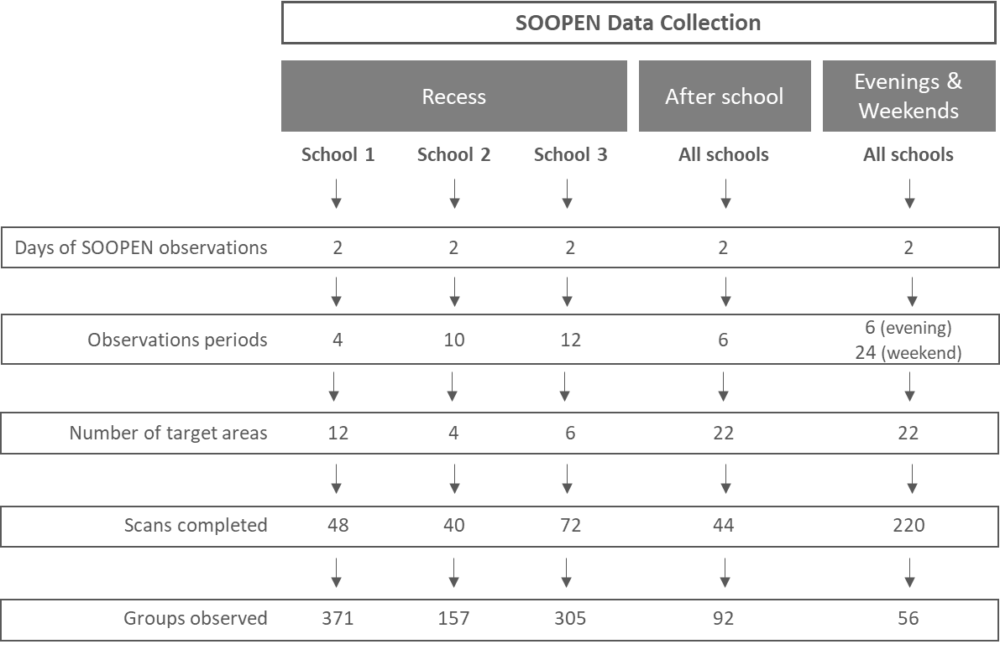 SOOPEN Data Collection
Recess
After school
Evenings &
Weekends
School 1 School 2 School 3 All schools All schools
Days of SOOPEN observations 2 2 2 2 2
Observations periods 4 10 12 6 6 (evening)
24 (weekend)
Number of target areas 12 4 6 22 22
Scans completed 48 40 72 44 220
Groups observed 371 157 305 92 56